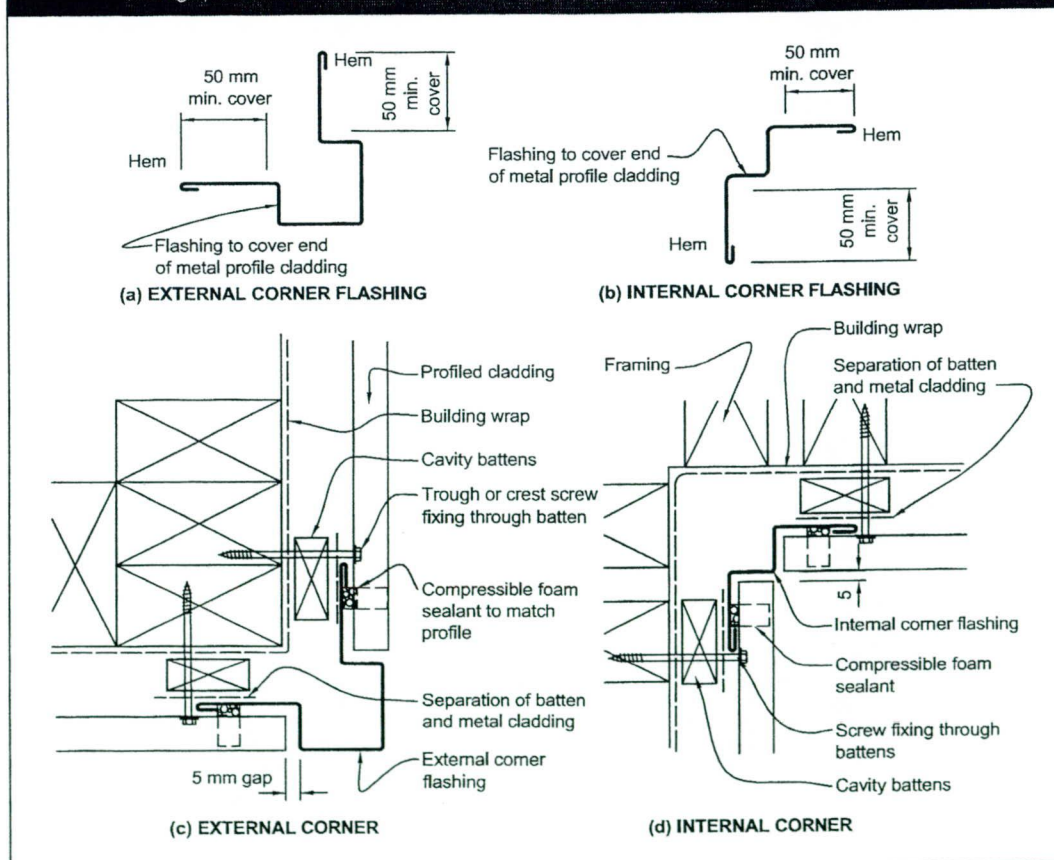 50 mm
min. cover
Hem
50 mm
min.
cover
Hem
Flashing to cover end
of metal profile cladding
(a) EXTERNAL CORNER FLASHING
50 mm
min. cover
Hem
Flashing to cover end
of metal profile cladding
Hem
50 mm
min.
cover
(b) INTERNAL CORNER FLASHING
Profiled cladding
Building wrap
Cavity battens
Trough or crest screw
fixing through batten
Compressible foam
sealant to match
profile
Separation of batten
and metal cladding
External corner
flashing
5 mm gap
(c) EXTERNAL CORNER
Building wrap
Framing
Separation of batten
and metal cladding
5
Internal corner flashing
Compressible foam
sealant
Screw fixing through
battens
Cavity battens
(d) INTERNAL CORNER